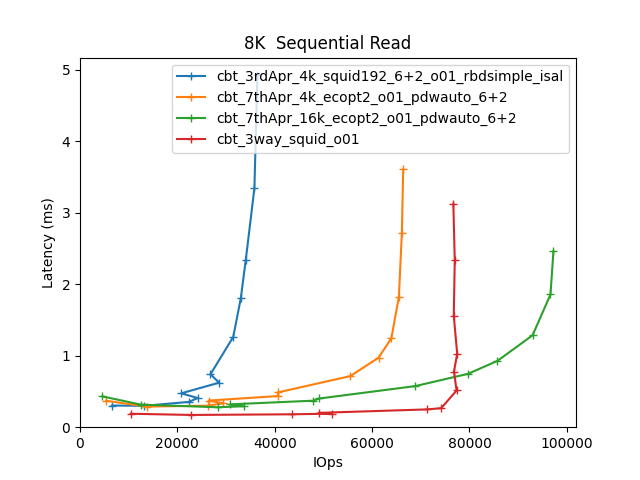 8K  Sequential Read
cbt_3rdApr_4k_squid192_6+2_o01_rbdsimple_isal
cbt_7thApr_4k_ecopt2_o01_pdwauto_6+2
cbt_7thApr_16k_ecopt2_o01_pdwauto_6+2
cbt_3way_squid_o01
Latency (ms)
5
4
3
2
1
0
0 20000 40000 60000 80000 100000
IOps